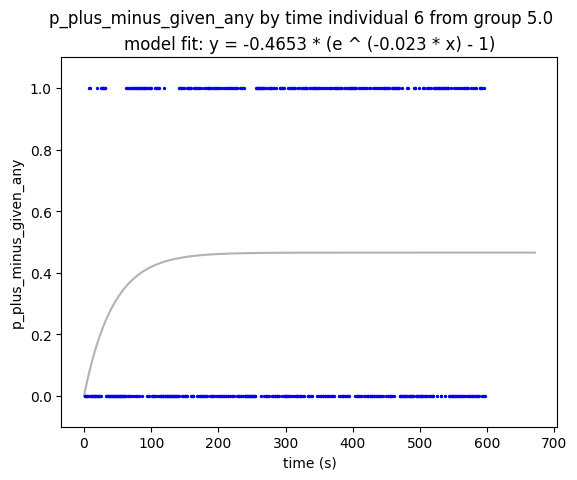 p_plus_minus_given_any by time individual 6 from group 5.0
model fit: y = -0.4653 * (e ^ (-0.023 * x) - 1)
1.0
0.8
0.6
0.4
0.2
0.0
p_plus_minus_given_any
0 100 200 300 400 500 600 700
time (s)